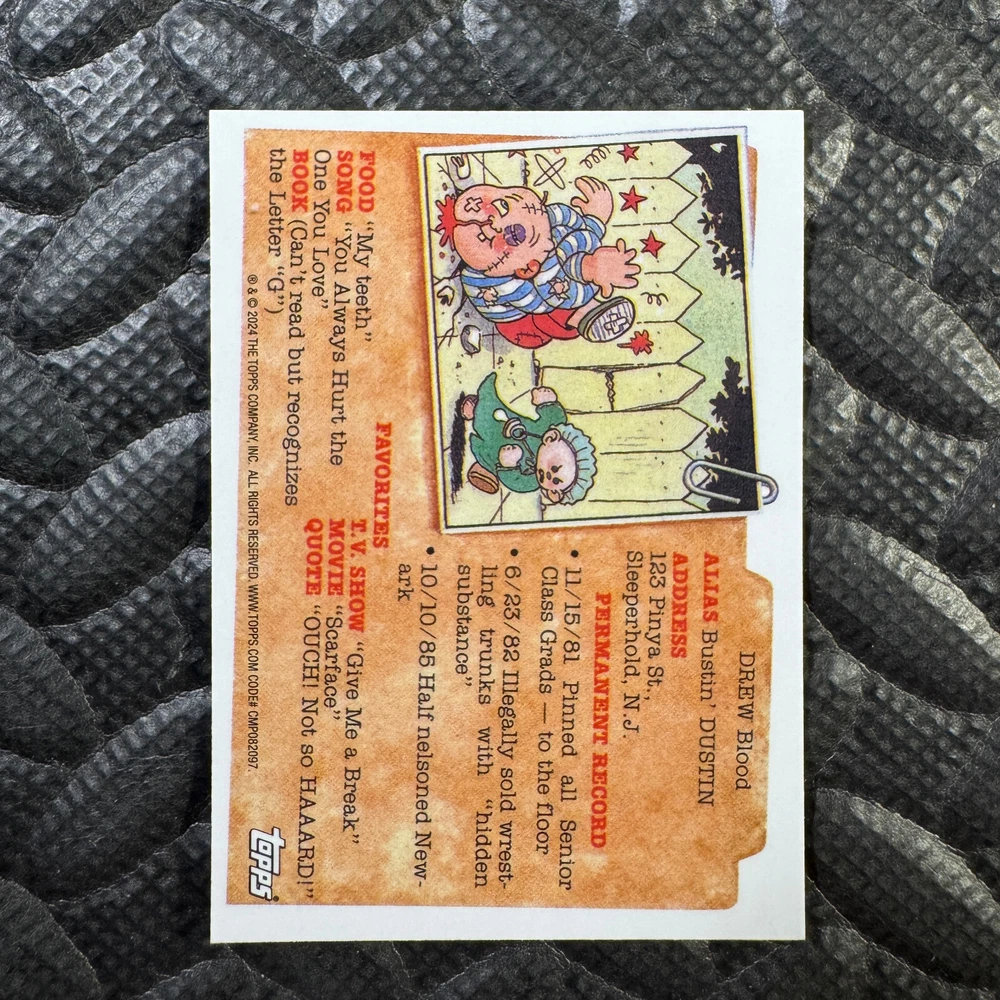 DREW Blood
ALIAS Bustin' DUSTIN
ADDRESS
123 Pinya St.,
Sleeperhold, N.J.
PERMANENT RECORD
• 11/15/81 Pinned all Senior
Class Grads — to the floor
• 6/23/82 Illegally sold wrest-
ling trunks with "hidden
substance"
• 10/10/85 Half nelsoned New-
ark
FAVORITES
FOOD "My teeth"
SONG "You Always Hurt the
One You Love"
BOOK (Can't read but recognizes
the Letter "G")
T.V. SHOW "Give Me a Break"
MOVIE "Scarface"
QUOTE "OUCH! Not so HAAARD!"
® & © 2024 THE TOPPS COMPANY, INC. ALL RIGHTS RESERVED. WWW.TOPPS.COM CODE# CMP082097.
topps®